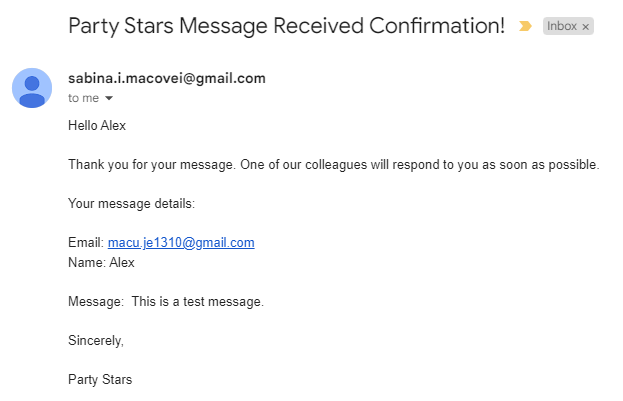 Party Stars Message Received Confirmation!
Inbox ×
sabina.i.macovei@gmail.com
to me
Hello Alex
Thank you for your message. One of our colleagues will respond to you as soon as possible.
Your message details:
Email: macu.je1310@gmail.com
Name: Alex
Message:  This is a test message.
Sincerely,
Party Stars